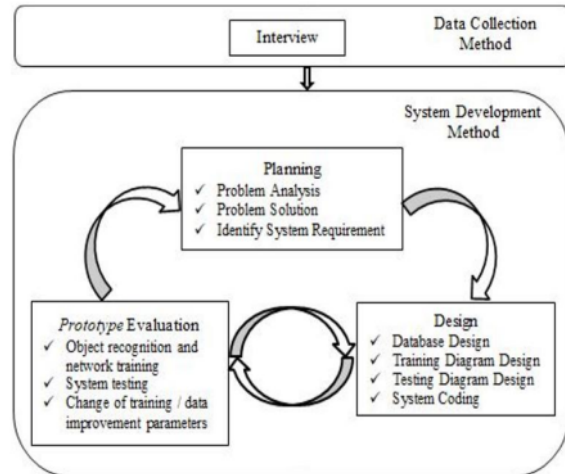 Data Collection
Method
Interview
System Development
Method
Planning
✓ Problem Analysis
✓ Problem Solution
✓ Identify System Requirement
Prototype Evaluation
✓ Object recognition and
network training
✓ System testing
✓ Change of training / data
improvement parameters
Design
✓ Database Design
✓ Training Diagram Design
✓ Testing Diagram Design
✓ System Coding